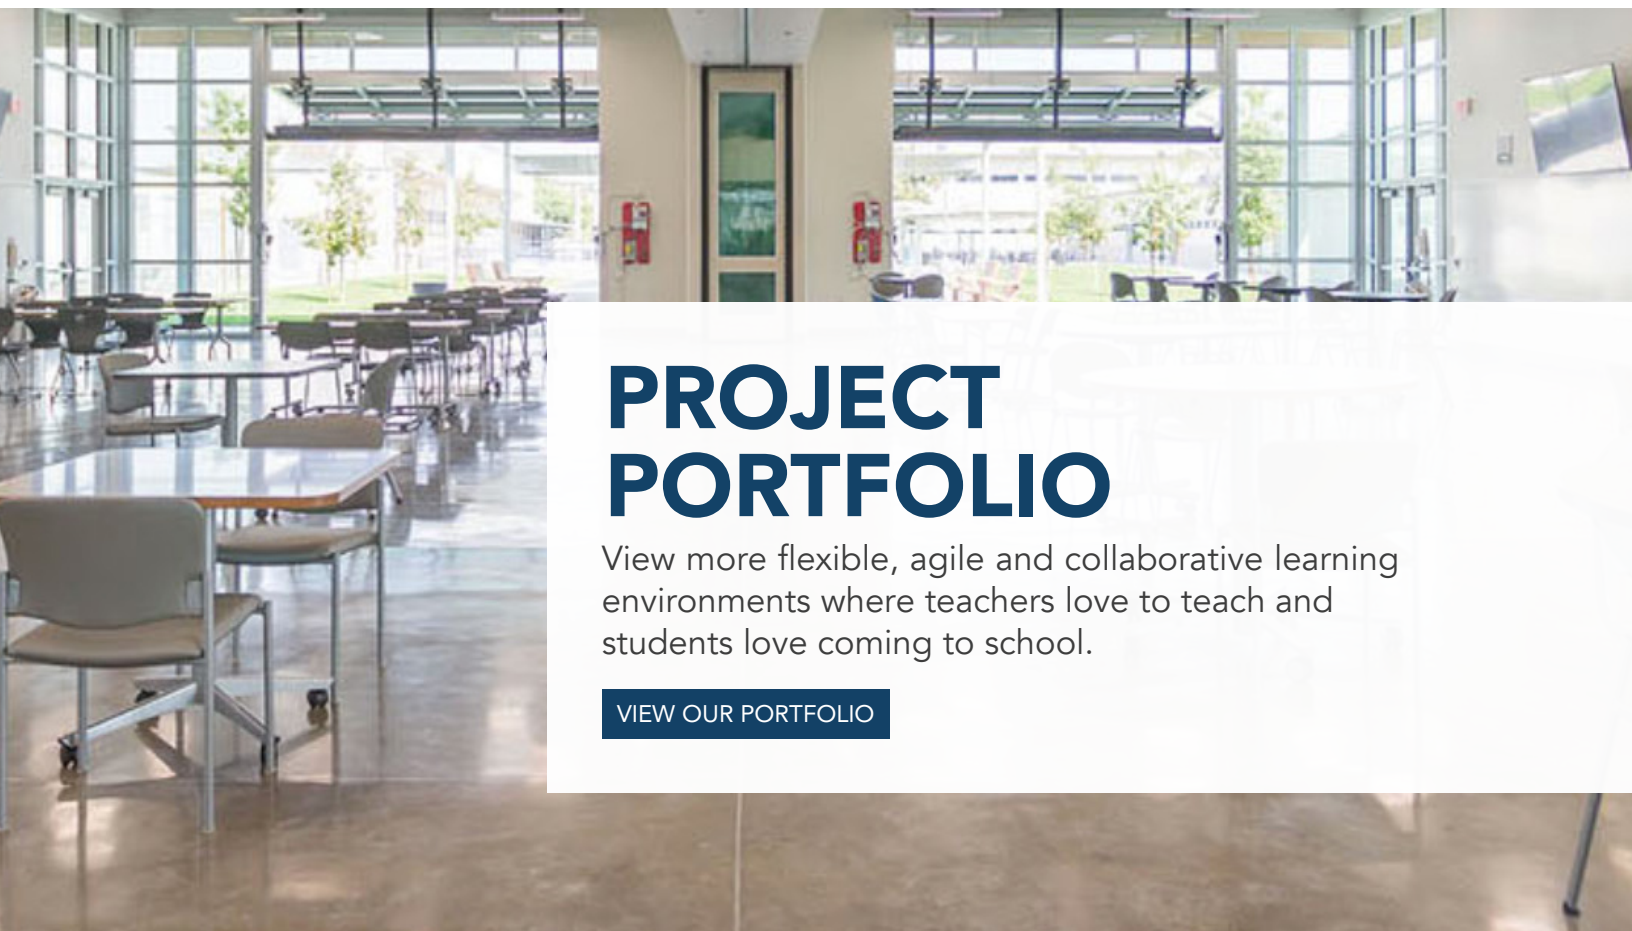 PROJECT
PORTFOLIO
View more flexible, agile and collaborative learning
environments where teachers love to teach and
students love coming to school.
VIEW OUR PORTFOLIO